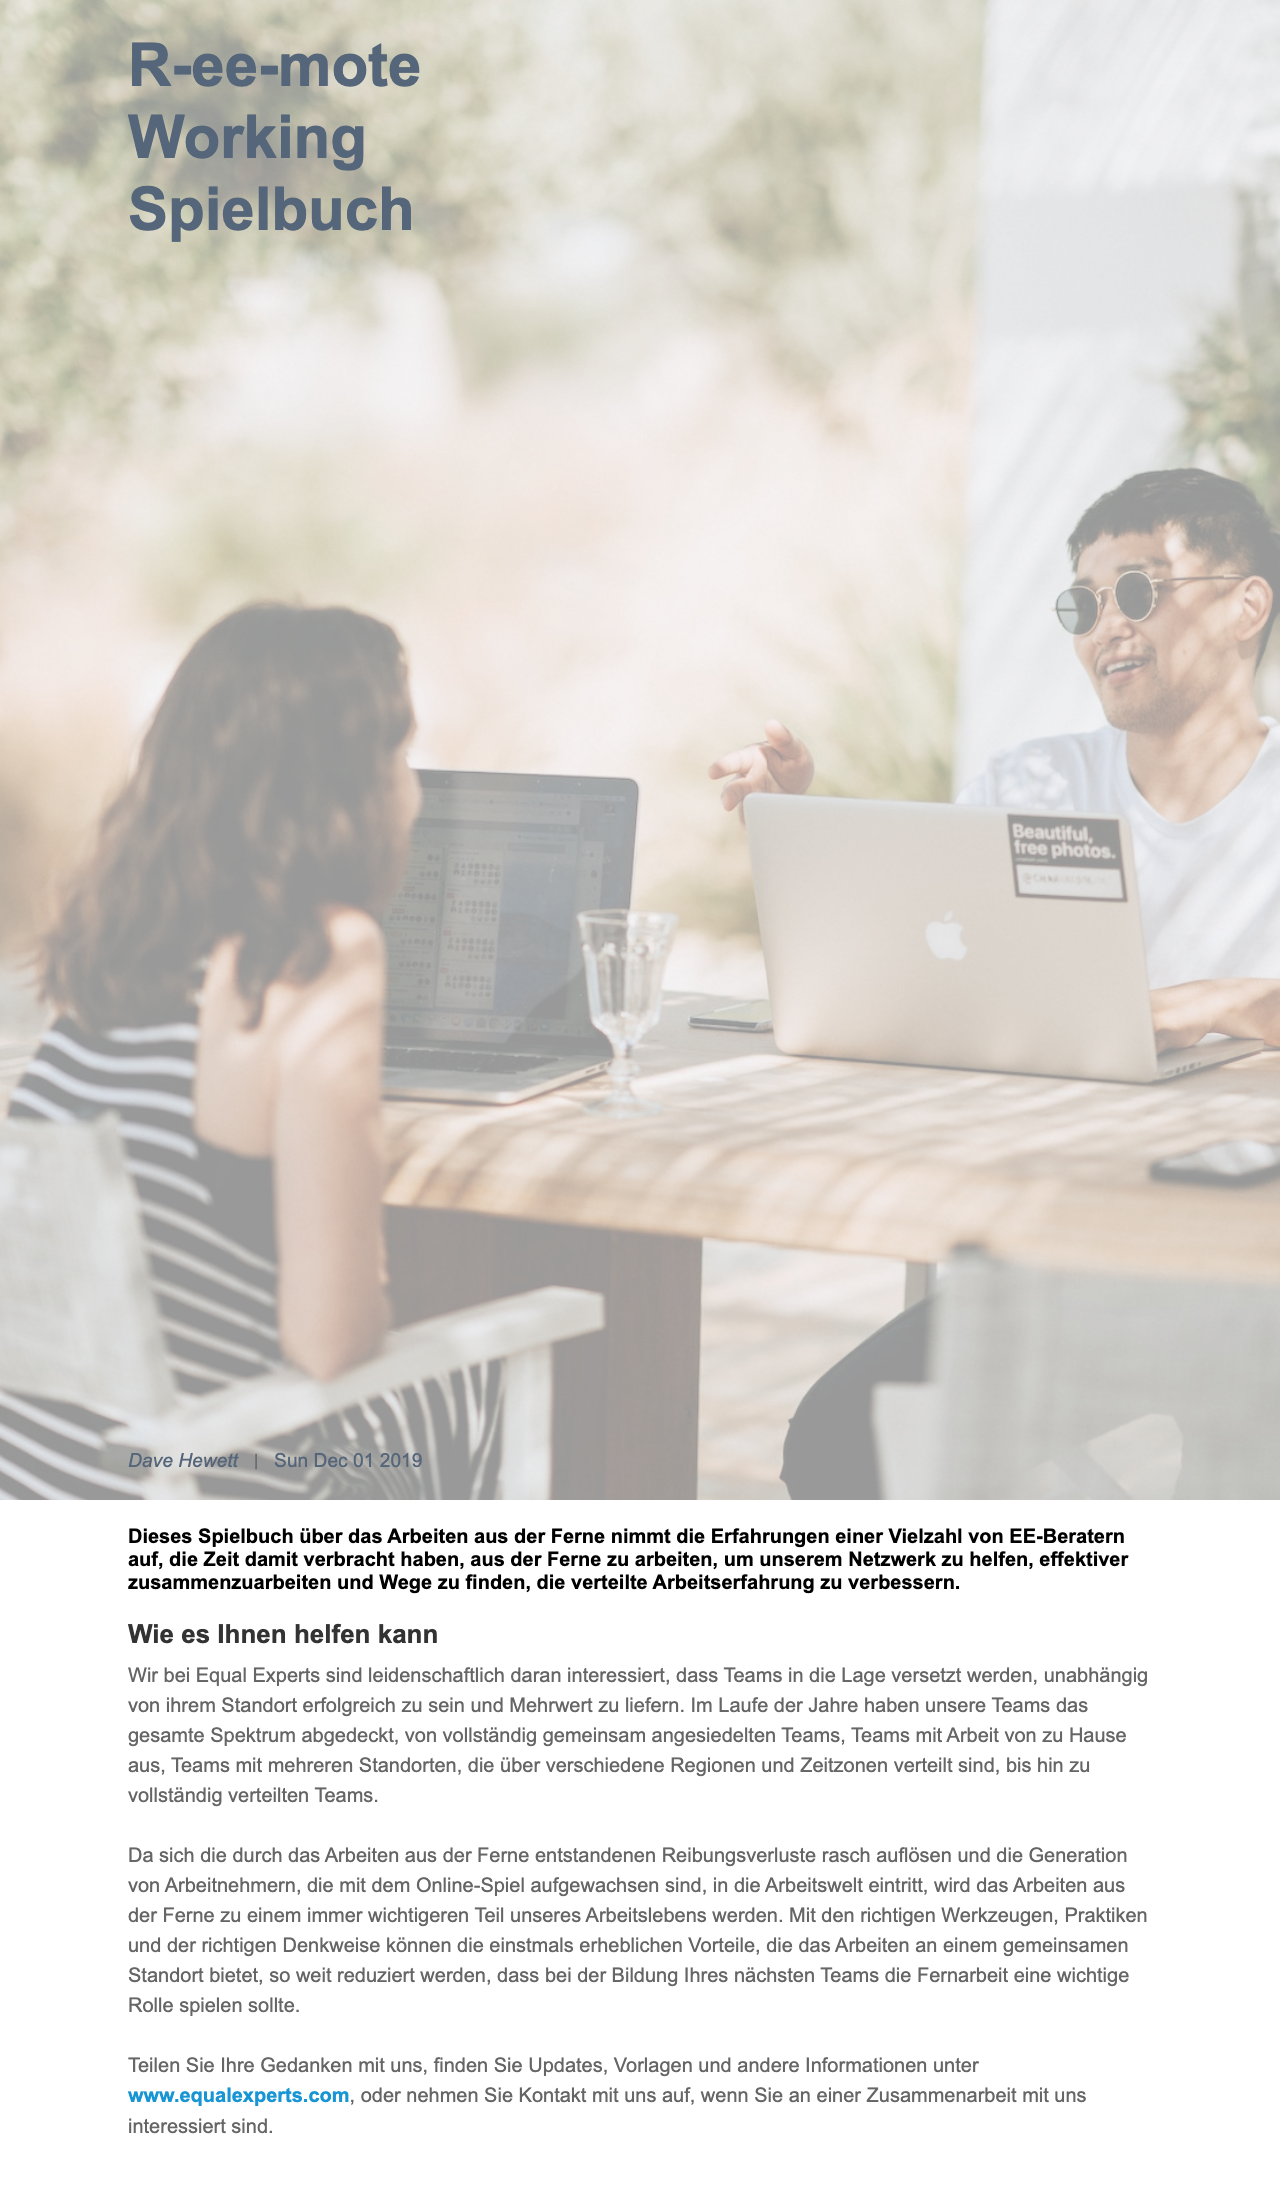 R-ee-mote
Working
Spielbuch
Beautiful,
free photos.
Dave Hewett | Sun Dec 01 2019
Dieses Spielbuch über das Arbeiten aus der Ferne nimmt die Erfahrungen einer Vielzahl von EE-Beratern
auf, die Zeit damit verbracht haben, aus der Ferne zu arbeiten, um unserem Netzwerk zu helfen, effektiver
zusammenzuarbeiten und Wege zu finden, die verteilte Arbeitserfahrung zu verbessern.
Wie es Ihnen helfen kann
Wir bei Equal Experts sind leidenschaftlich daran interessiert, dass Teams in die Lage versetzt werden, unabhängig
von ihrem Standort erfolgreich zu sein und Mehrwert zu liefern. Im Laufe der Jahre haben unsere Teams das
gesamte Spektrum abgedeckt, von vollständig gemeinsam angesiedelten Teams, Teams mit Arbeit von zu Hause
aus, Teams mit mehreren Standorten, die über verschiedene Regionen und Zeitzonen verteilt sind, bis hin zu
vollständig verteilten Teams.
Da sich die durch das Arbeiten aus der Ferne entstandenen Reibungsverluste rasch auflösen und die Generation
von Arbeitnehmern, die mit dem Online-Spiel aufgewachsen sind, in die Arbeitswelt eintritt, wird das Arbeiten aus
der Ferne zu einem immer wichtigeren Teil unseres Arbeitslebens werden. Mit den richtigen Werkzeugen, Praktiken
und der richtigen Denkweise können die einstmals erheblichen Vorteile, die das Arbeiten an einem gemeinsamen
Standort bietet, so weit reduziert werden, dass bei der Bildung Ihres nächsten Teams die Fernarbeit eine wichtige
Rolle spielen sollte.
Teilen Sie Ihre Gedanken mit uns, finden Sie Updates, Vorlagen und andere Informationen unter
www.equalexperts.com, oder nehmen Sie Kontakt mit uns auf, wenn Sie an einer Zusammenarbeit mit uns
interessiert sind.